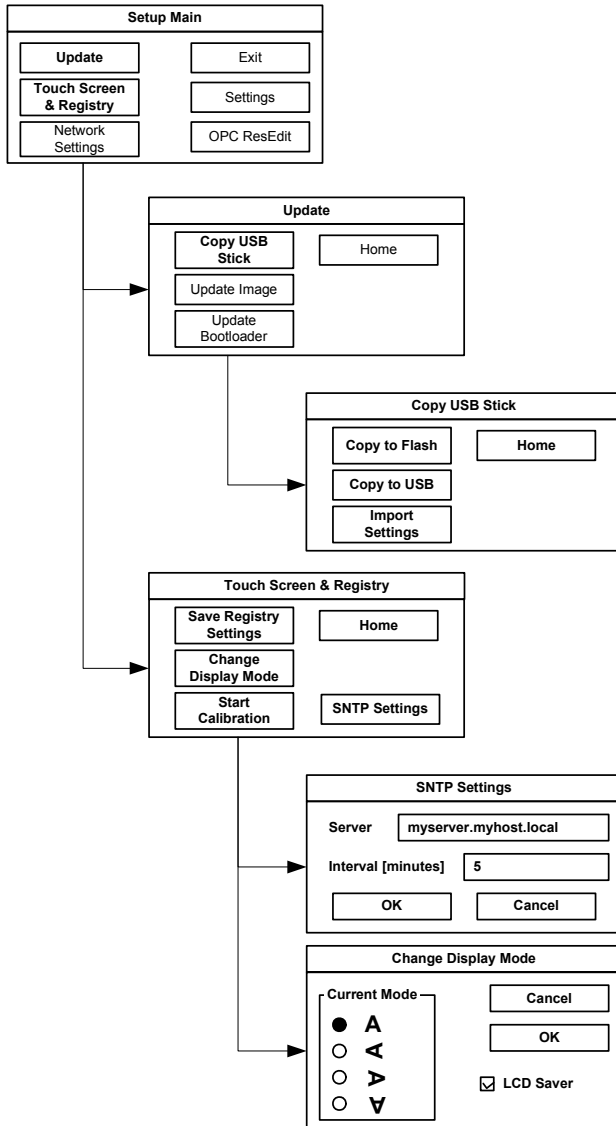 Setup Main
Update
Exit
Touch Screen
& Registry
Settings
Network
Settings
OPC ResEdit
Update
Copy USB
Stick
Home
Update Image
Update
Bootloader
Copy USB Stick
Copy to Flash
Home
Copy to USB
Import
Settings
Touch Screen & Registry
Save Registry
Settings
Home
Change
Display Mode
Start
Calibration
SNTP Settings
SNTP Settings
Server myserver.myhost.local
Interval [minutes] 5
OK Cancel
Change Display Mode
Current Mode
Cancel
A
OK
A
A
LCD Saver
A